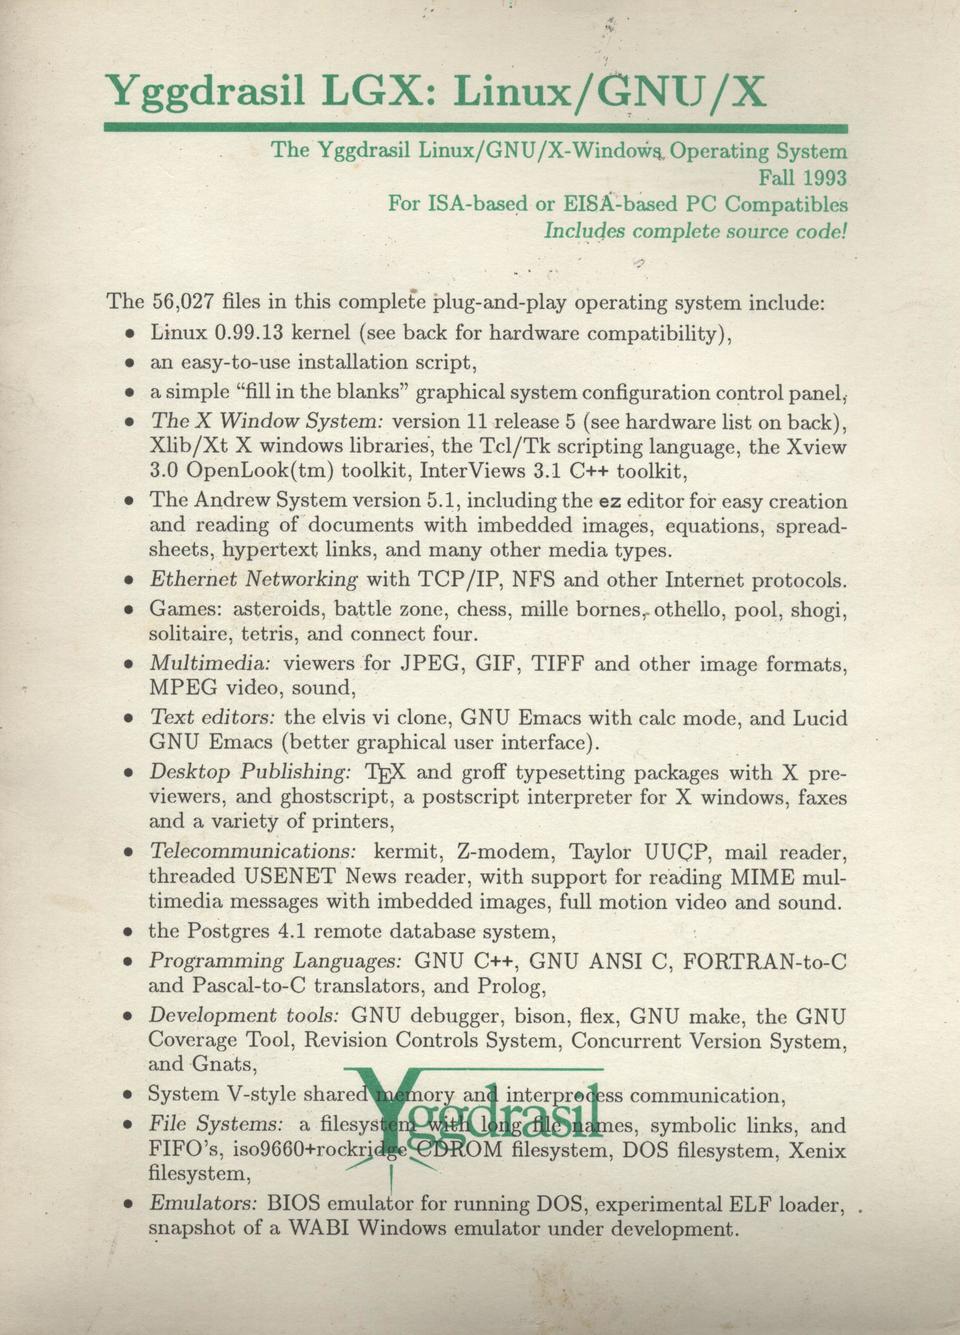 Yggdrasil LGX: Linux/GNU/X
The Yggdrasil Linux/GNU/X-Windows Operating System
Fall 1993
For ISA-based or EISA-based PC Compatibles
Includes complete source code!
The 56,027 files in this complete plug-and-play operating system include:
• Linux 0.99.13 kernel (see back for hardware compatibility),
• an easy-to-use installation script,
• a simple “fill in the blanks” graphical system configuration control panel,
• The X Window System: version 11 release 5 (see hardware list on back),
Xlib/Xt X windows libraries, the Tcl/Tk scripting language, the Xview
3.0 OpenLook(tm) toolkit, InterViews 3.1 C++ toolkit,
• The Andrew System version 5.1, including the ez editor for easy creation
and reading of documents with imbedded images, equations, spread-
sheets, hypertext links, and many other media types.
• Ethernet Networking with TCP/IP, NFS and other Internet protocols.
• Games: asteroids, battle zone, chess, mille bornes, othello, pool, shogi,
solitaire, tetris, and connect four.
• Multimedia: viewers for JPEG, GIF, TIFF and other image formats,
MPEG video, sound,
• Text editors: the elvis vi clone, GNU Emacs with calc mode, and Lucid
GNU Emacs (better graphical user interface).
• Desktop Publishing: TEX and groff typesetting packages with X pre-
viewers, and ghostscript, a postscript interpreter for X windows, faxes
and a variety of printers,
• Telecommunications: kermit, Z-modem, Taylor UUCP, mail reader,
threaded USENET News reader, with support for reading MIME mul-
timedia messages with imbedded images, full motion video and sound.
• the Postgres 4.1 remote database system,
• Programming Languages: GNU C++, GNU ANSI C, FORTRAN-to-C
and Pascal-to-C translators, and Prolog,
• Development tools: GNU debugger, bison, flex, GNU make, the GNU
Coverage Tool, Revision Controls System, Concurrent Version System,
and Gnats,
• System V-style shared memory and interprocess communication,
Yggdrasil
• File Systems: a filesystem with long file names, symbolic links, and
FIFO's, iso9660+rockridge CDROM filesystem, DOS filesystem, Xenix
filesystem,
• Emulators: BIOS emulator for running DOS, experimental ELF loader,
snapshot of a WABI Windows emulator under development.